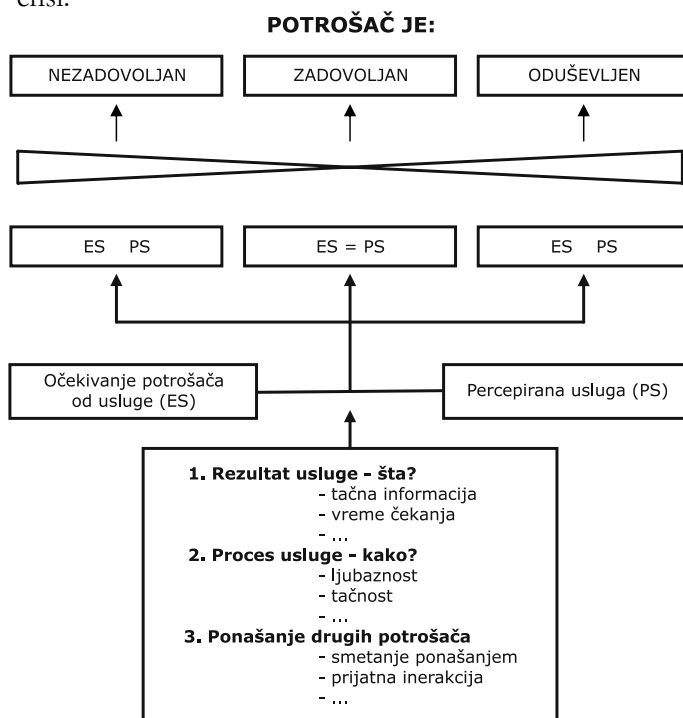 čnsi.
POTROŠAČ JE:
NEZADOVOLJAN
ZADOVOLJAN
ODUŠEVLJEN
ES PS
ES = PS
ES PS
Očekivanje potrošača
od usluge (ES)
Percepirana usluga (PS)
1. Rezultat usluge - šta?
- tačna informacija
- vreme čekanja
- ...
2. Proces usluge - kako?
- ljubaznost
- tačnost
- ...
3. Ponašanje drugih potrošača
- smetanje ponašanjem
- prijatna inerakcija
- ...